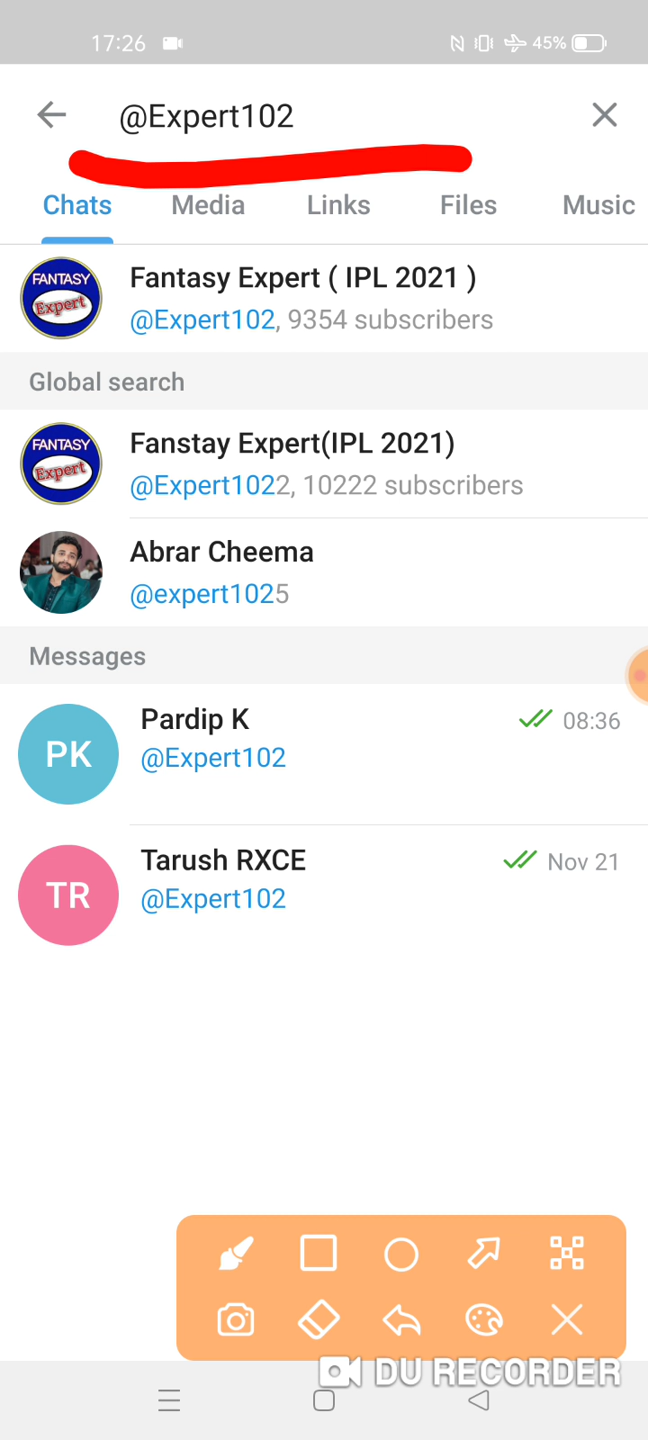 17:26 45%
@Expert102
Chats Media Links Files Music
FANTASY
Expert
Fantasy Expert ( IPL 2021 )
@Expert102, 9354 subscribers
Global search
FANTASY
Expert
Fanstay Expert(IPL 2021)
@Expert1022, 10222 subscribers
Abrar Cheema
@expert1025
Messages
PK
Pardip K 08:36
@Expert102
TR
Tarush RXCE Nov 21
@Expert102
DU RECORDER